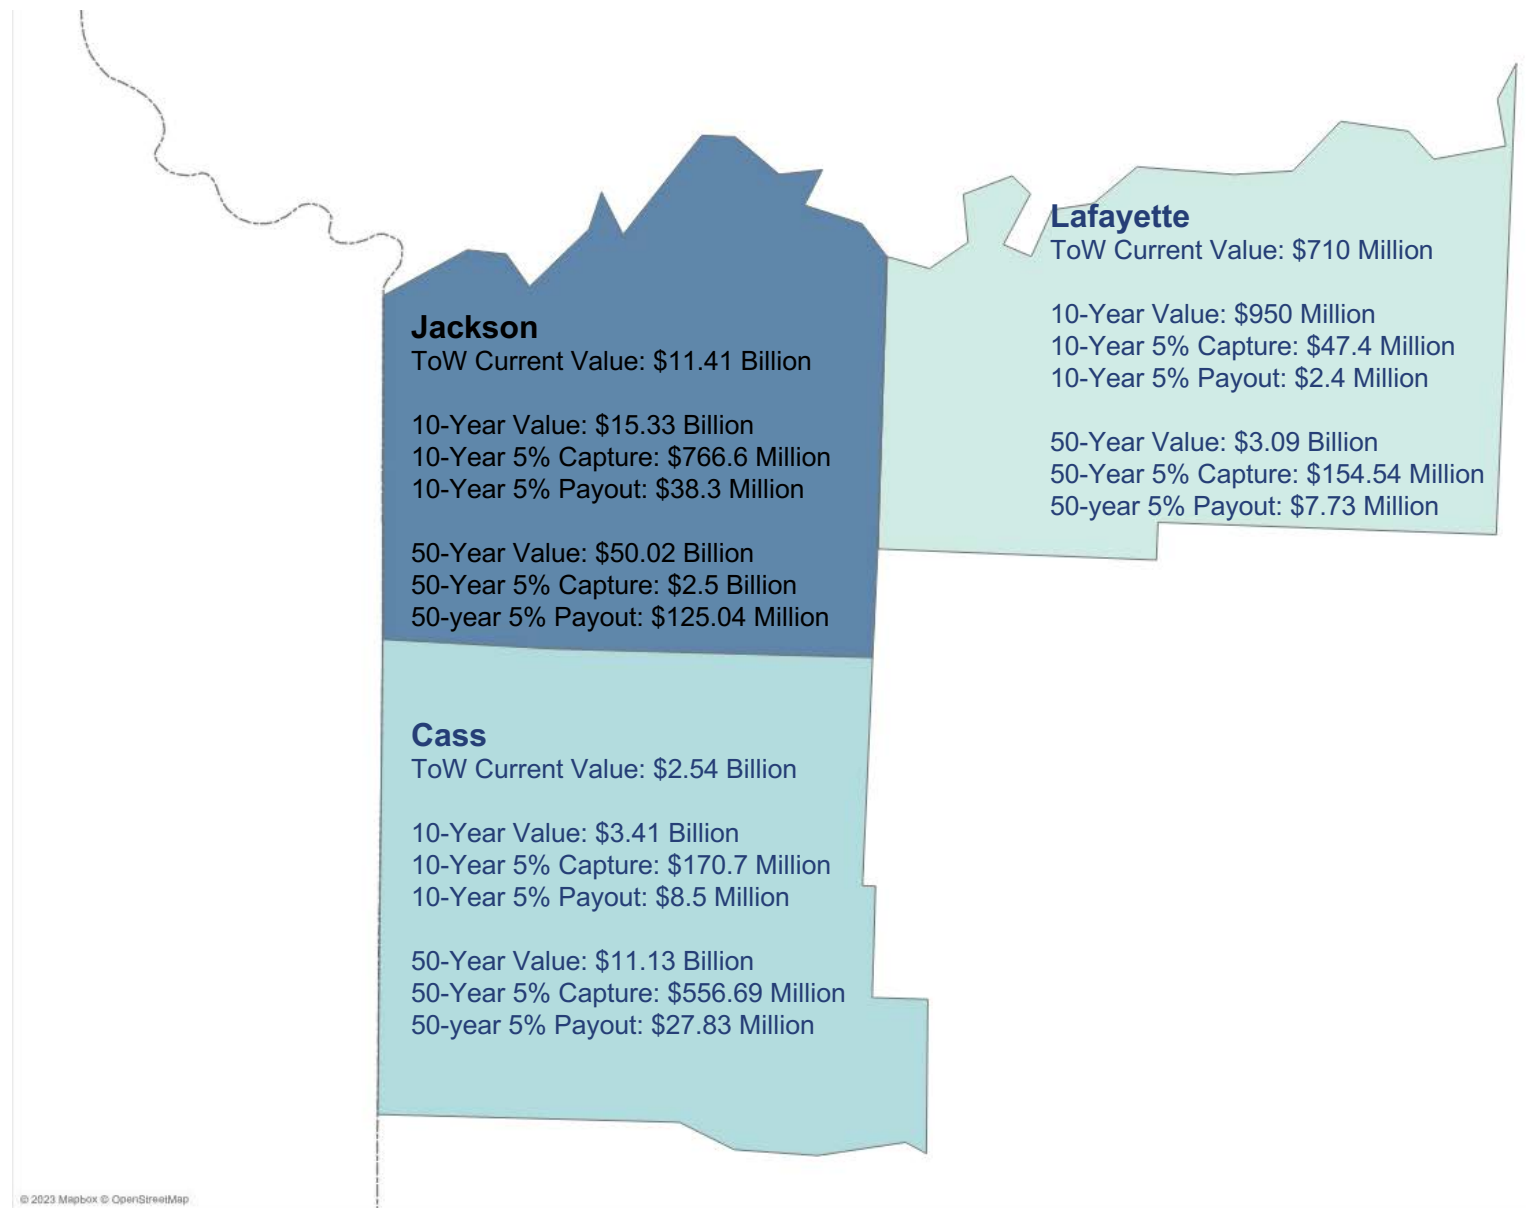 Jackson
ToW Current Value: $11.41 Billion
10-Year Value: $15.33 Billion
10-Year 5% Capture: $766.6 Million
10-Year 5% Payout: $38.3 Million
50-Year Value: $50.02 Billion
50-Year 5% Capture: $2.5 Billion
50-year 5% Payout: $125.04 Million
Lafayette
ToW Current Value: $710 Million
10-Year Value: $950 Million
10-Year 5% Capture: $47.4 Million
10-Year 5% Payout: $2.4 Million
50-Year Value: $3.09 Billion
50-Year 5% Capture: $154.54 Million
50-year 5% Payout: $7.73 Million
Cass
ToW Current Value: $2.54 Billion
10-Year Value: $3.41 Billion
10-Year 5% Capture: $170.7 Million
10-Year 5% Payout: $8.5 Million
50-Year Value: $11.13 Billion
50-Year 5% Capture: $556.69 Million
50-year 5% Payout: $27.83 Million
© 2023 Mapbox © OpenStreetMap